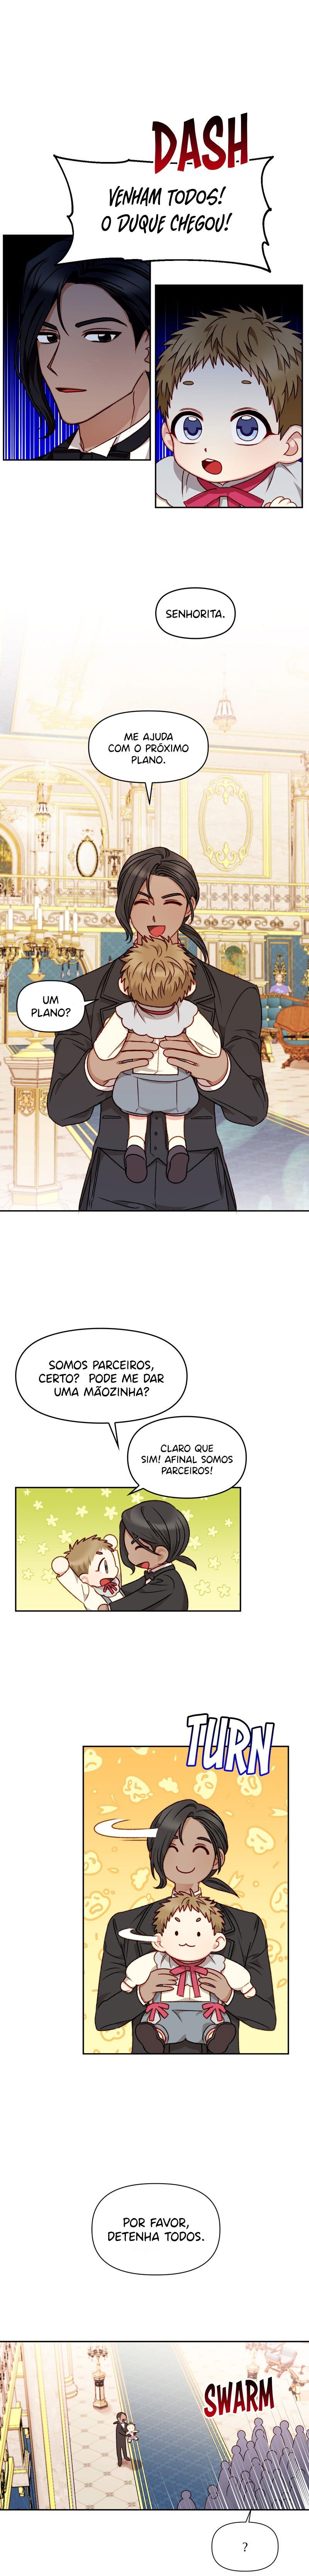 DASH
VENHAM TODOS!
O DUQUE CHEGOU!
SENHORITA.
ME AJUDA
COM O PRÓXIMO
PLANO.
UM
PLANO?
SOMOS PARCEIROS,
CERTO? PODE ME DAR
UMA MÃOZINHA?
CLARO QUE
SIM! AFINAL SOMOS
PARCEIROS!
TURN
POR FAVOR,
DETENHA TODOS.
SWARM
?